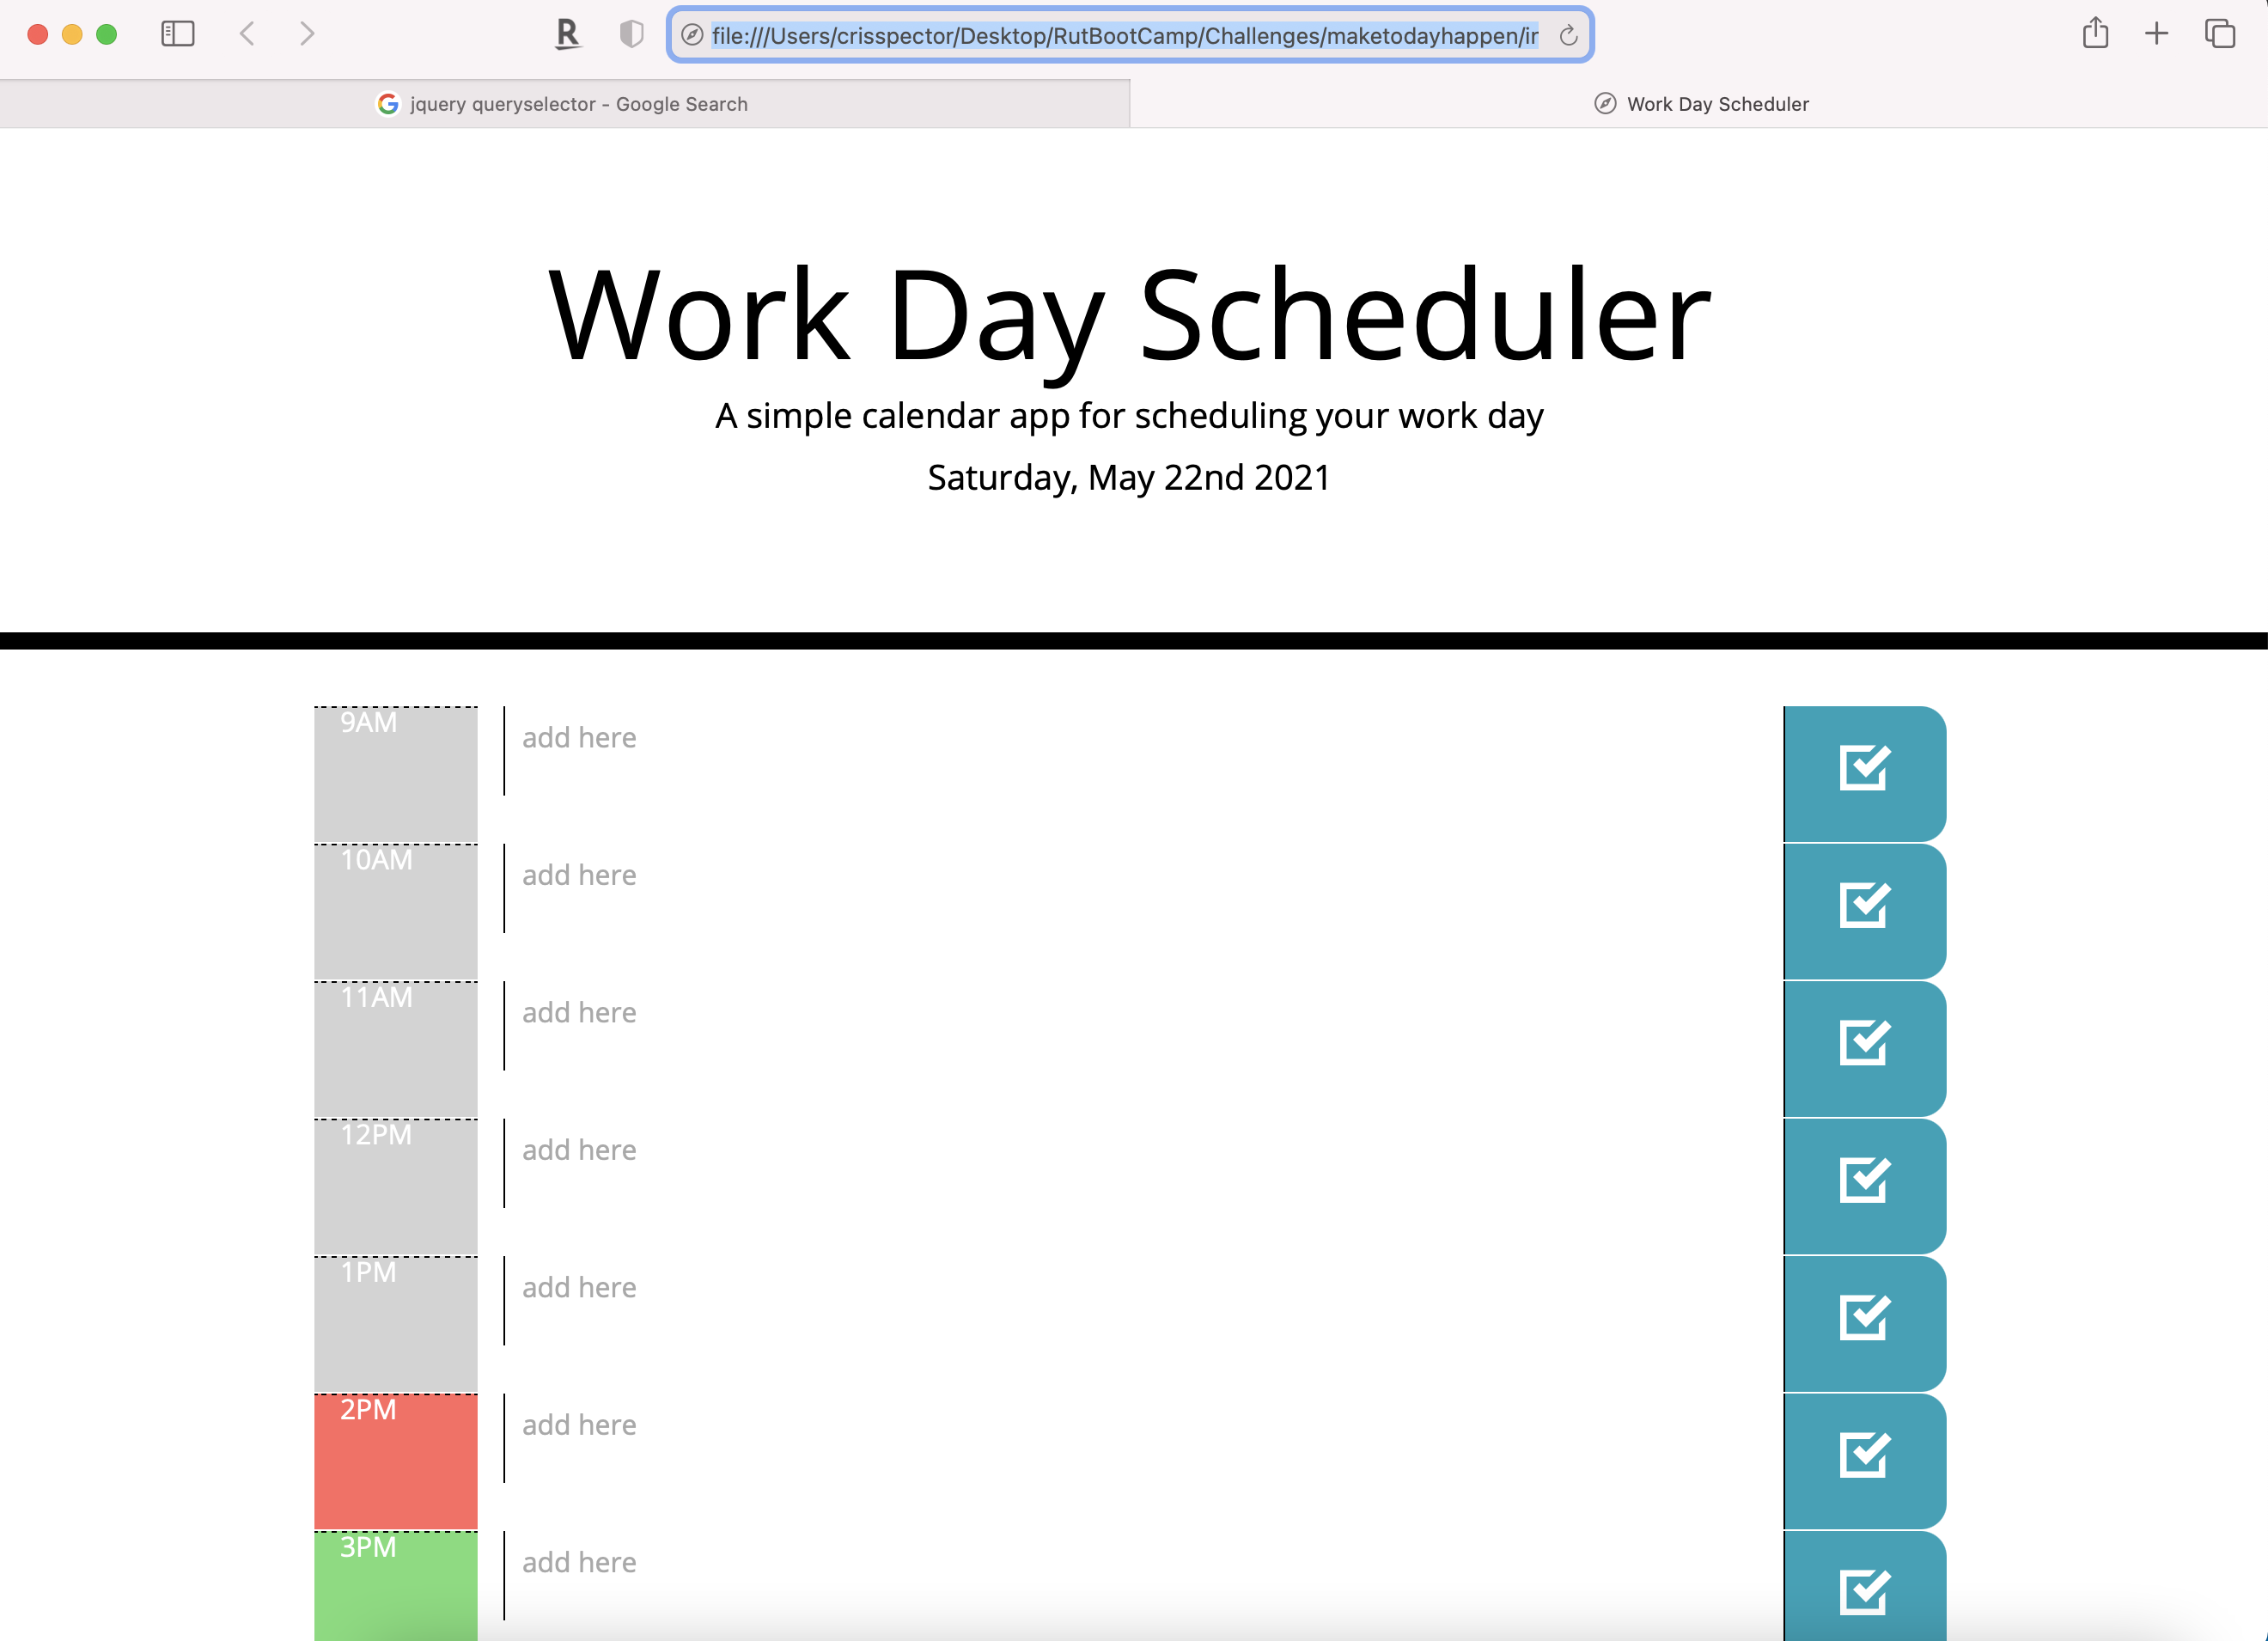 R
file:///Users/crisspector/Desktop/RutBootCamp/Challenges/maketodayhappen/ir
jquery queryselector - Google Search
Work Day Scheduler
Work Day Scheduler
A simple calendar app for scheduling your work day
Saturday, May 22nd 2021
9AM add here
10AM add here
11AM add here
12PM add here
1PM add here
2PM add here
3PM add here